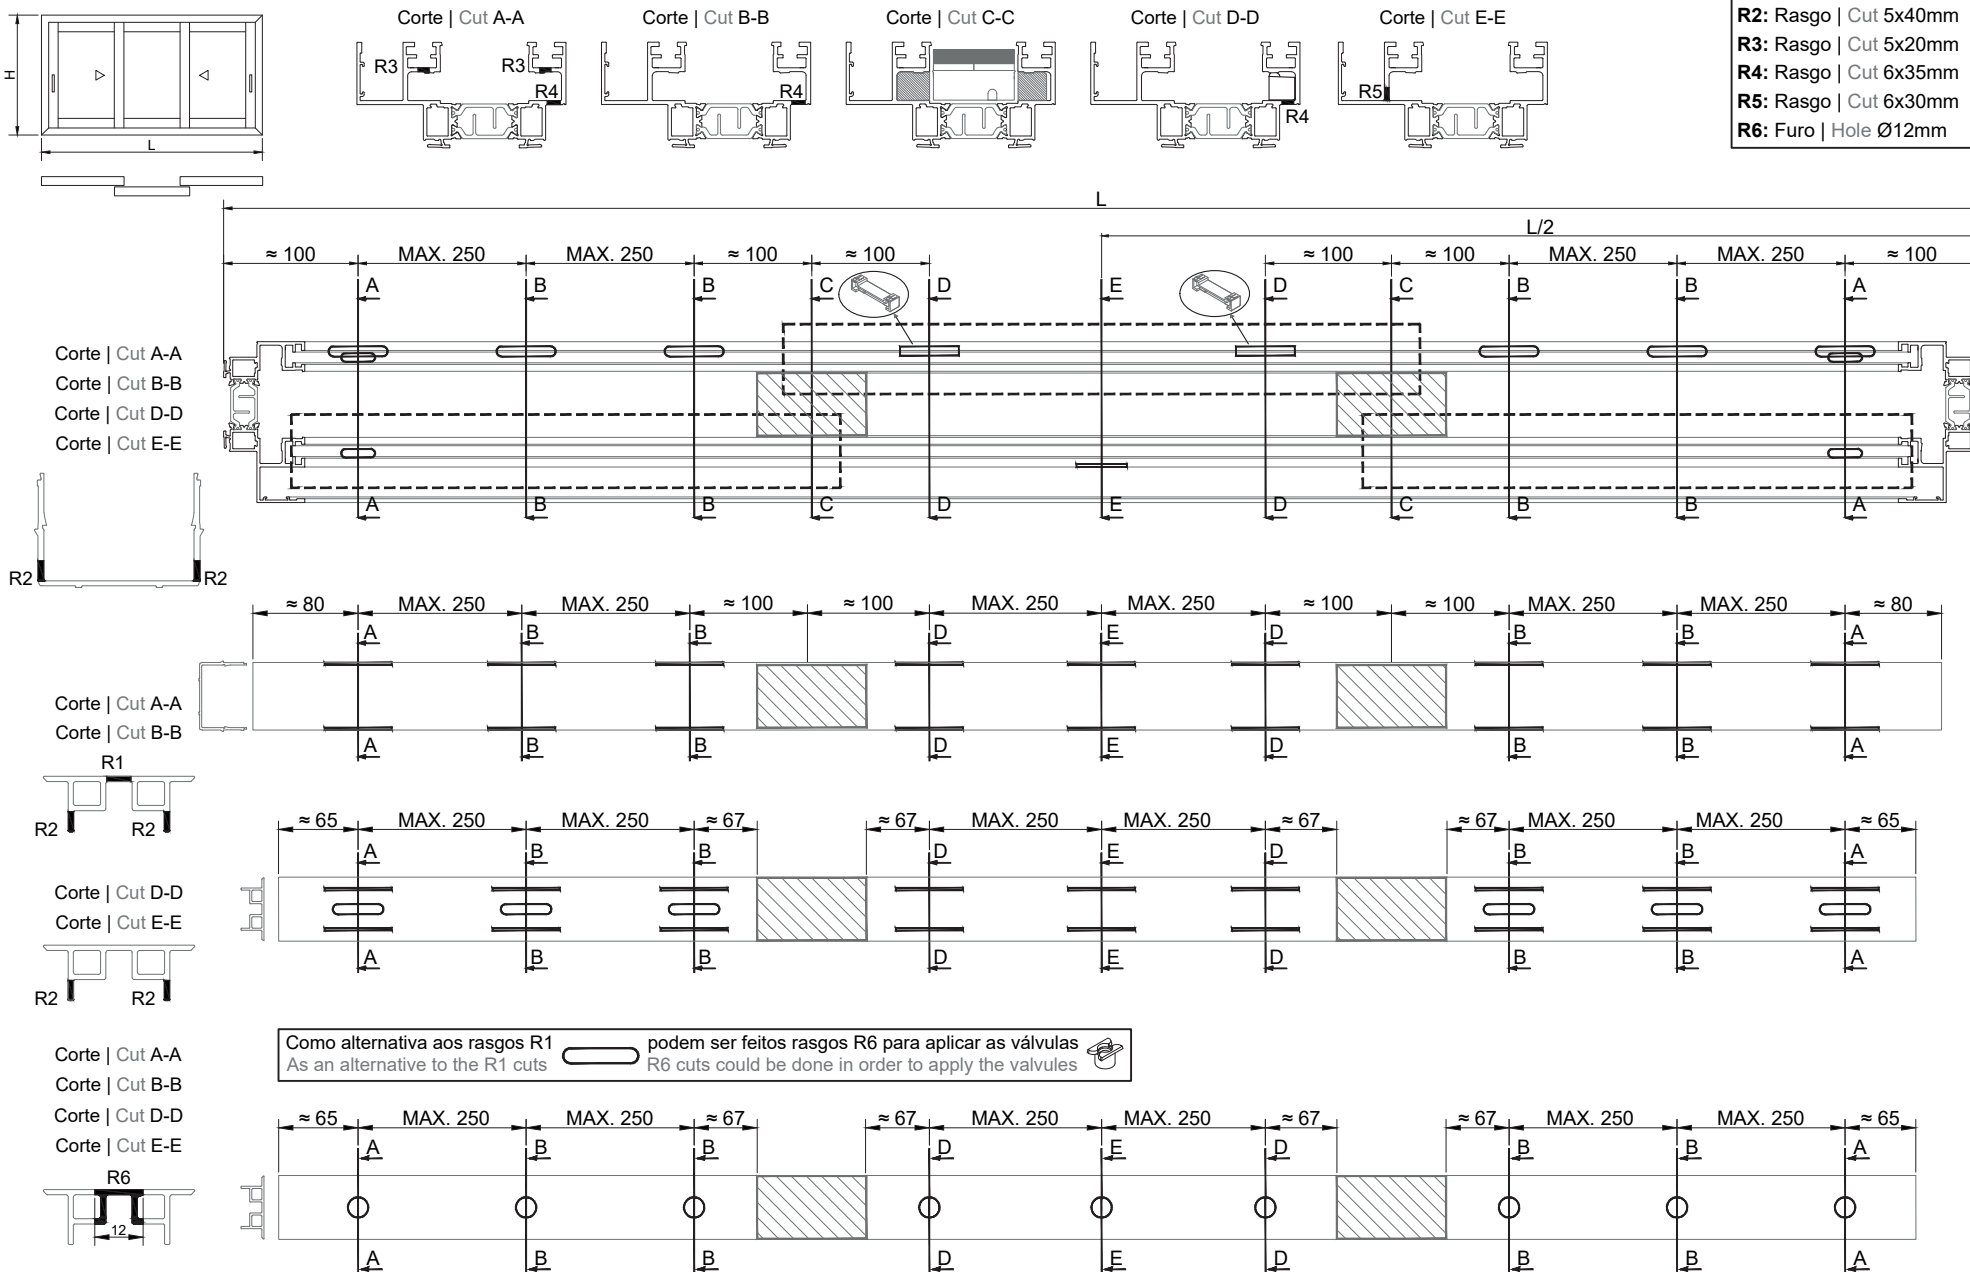 Corte | Cut A-A
Corte | Cut B-B
Corte | Cut C-C
Corte | Cut D-D
Corte | Cut E-E
R2: Rasgo | Cut 5x40mm
R3: Rasgo | Cut 5x20mm
R4: Rasgo | Cut 6x35mm
R5: Rasgo | Cut 6x30mm
R6: Furo | Hole Ø12mm
H
L
R3 R3 R4
R4
R4
R5
L
L/2
≈ 100 MAX. 250 MAX. 250 ≈ 100 ≈ 100 ≈ 100 ≈ 100 MAX. 250 MAX. 250 ≈ 100
A B B C D E D C B B A
Corte | Cut A-A
Corte | Cut B-B
Corte | Cut D-D
Corte | Cut E-E
A B B C D E D C B B A
R2 R2
≈ 80 MAX. 250 MAX. 250 ≈ 100 ≈ 100 MAX. 250 MAX. 250 ≈ 100 ≈ 100 MAX. 250 MAX. 250 ≈ 80
A B B D E D B B A
Corte | Cut A-A
Corte | Cut B-B
A B B D E D B B A
R1
R2 R2
≈ 65 MAX. 250 MAX. 250 ≈ 67 ≈ 67 MAX. 250 MAX. 250 ≈ 67 ≈ 67 MAX. 250 MAX. 250 ≈ 65
A B B D E D B B A
Corte | Cut D-D
Corte | Cut E-E
A B B D E D B B A
R2 R2
Como alternativa aos rasgos R1 podem ser feitos rasgos R6 para aplicar as válvulas
As an alternative to the R1 cuts R6 cuts could be done in order to apply the valvules
Corte | Cut A-A
Corte | Cut B-B
Corte | Cut D-D
Corte | Cut E-E
≈ 65 MAX. 250 MAX. 250 ≈ 67 ≈ 67 MAX. 250 MAX. 250 ≈ 67 ≈ 67 MAX. 250 MAX. 250 ≈ 65
A B B D E D B B A
R6
12
A B B D E D B B A